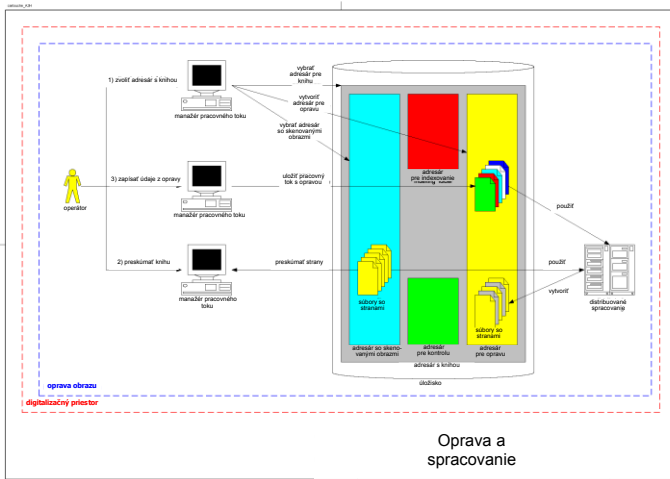 1) zvoliť adresár s knihou
manažér pracovného toku
vybrať
adresár pre
knihu
vytvoriť
adresár pre
opravu
vybrať adresár
so skenovanými
obrazmi
3) zapísať údaje z opravy
manažér pracovného toku
uložiť pracovný
tok s opravou
operátor
2) preskúmať knihu
manažér pracovného
toku
preskúmať strany
adresár
pre indexovanie
súbory so
stranami
adresár so skeno-
vanými obrazmi
adresár
pre kontrolu
súbory so
stranami
adresár
pre opravu
adresár s knihou
úložisko
použiť
použiť
vytvoriť
distribuované
spracovanie
oprava obrazu
digitalizačný priestor
Oprava a
spracovanie